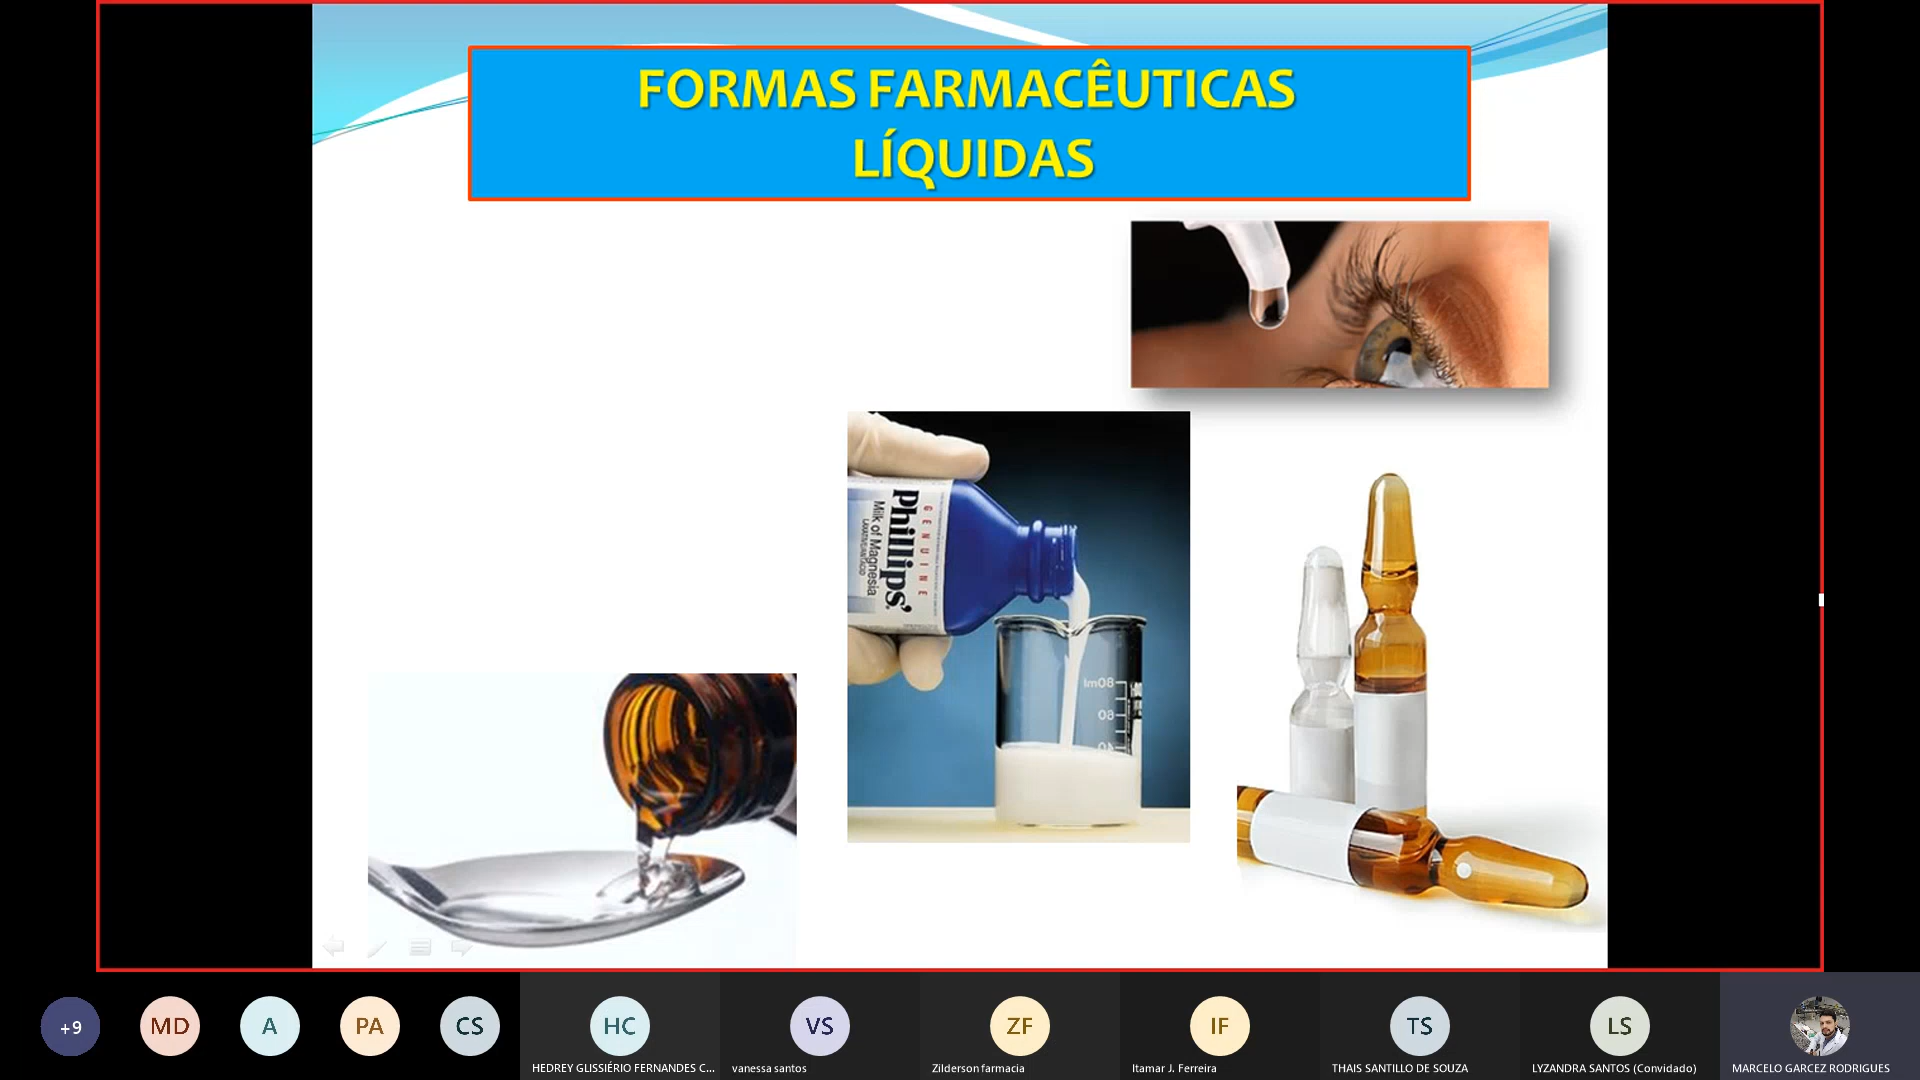 FORMAS FARMACÊUTICAS
LÍQUIDAS
GENUINE
Phillips'
Milk of Magnesia
80
60
40
+9
MD
A
PA
CS
HC
VS
ZF
IF
TS
LS
HEDREY GLISSIÉRIO FERNANDES C...
vanessa santos
Zilderson farmacia
Itamar J. Ferreira
THAIS SANTILLO DE SOUZA
LYZANDRA SANTOS (Convidado)
MARCELO GARCEZ RODRIGUES